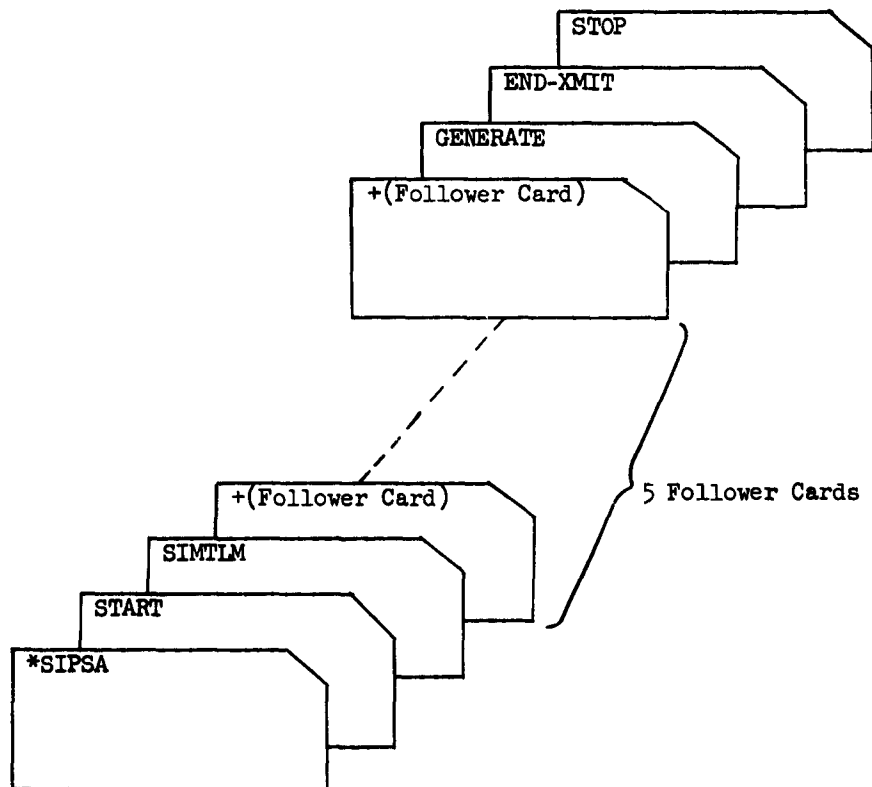 STOP
END-XMIT
GENERATE
+(Follower Card)
+(Follower Card)
5 Follower Cards
SIMTLM
START
*SIPSA